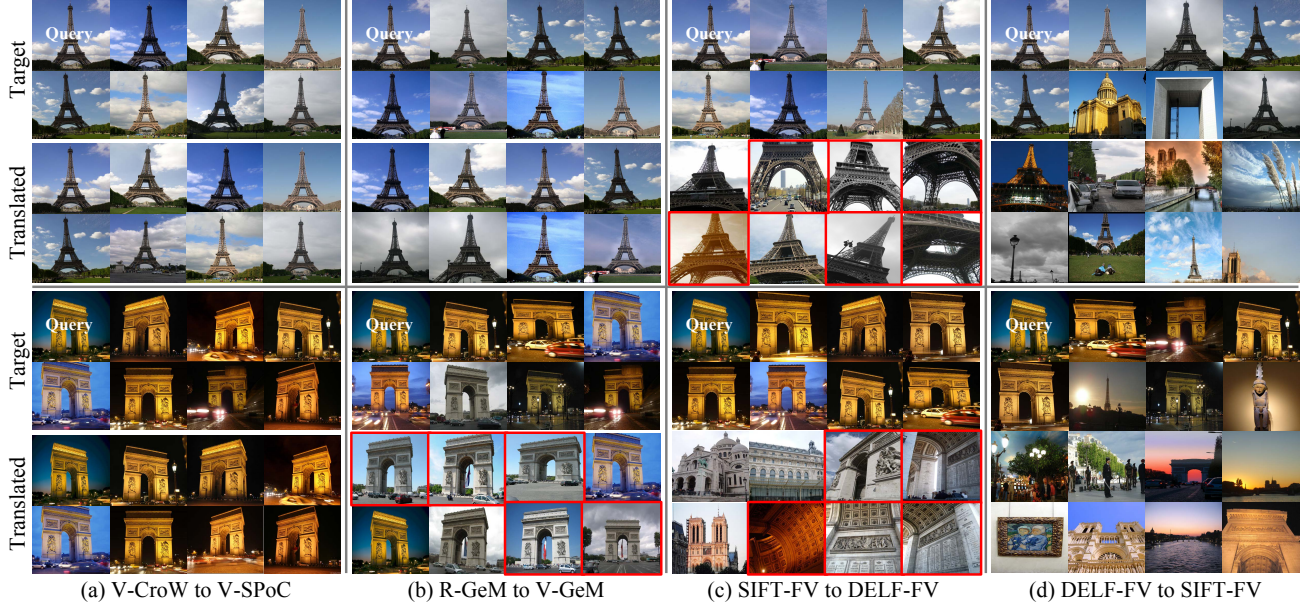 Target
Query
Query
Query
Query
Translated
Target
Query
Query
Query
Query
Translated
(a) V-CroW to V-SPoC
(b) R-GeM to V-GeM
(c) SIFT-FV to DELF-FV
(d) DELF-FV to SIFT-FV